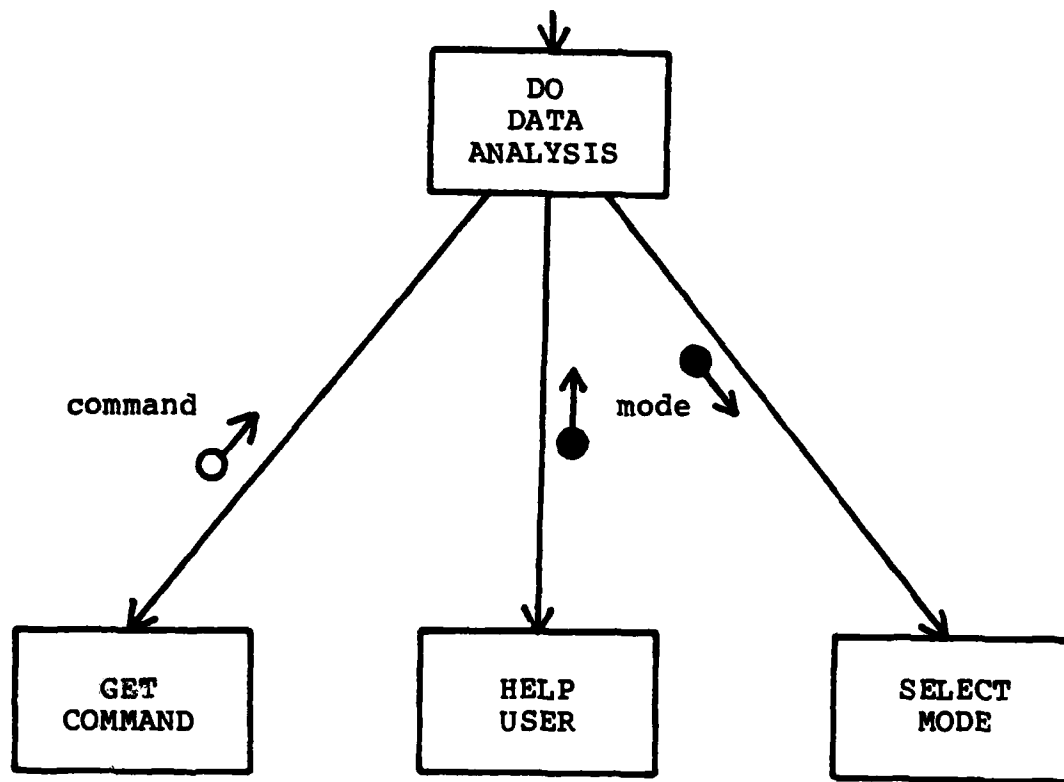 DO
DATA
ANALYSIS
command
mode
GET
COMMAND
HELP
USER
SELECT
MODE